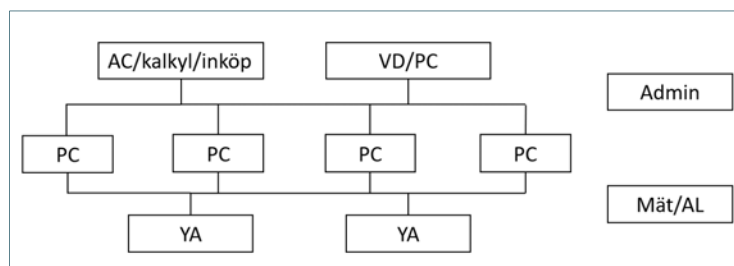 AC/kalkyl/inköp
VD/PC
Admin
PC
PC
PC
PC
Mät/AL
YA
YA